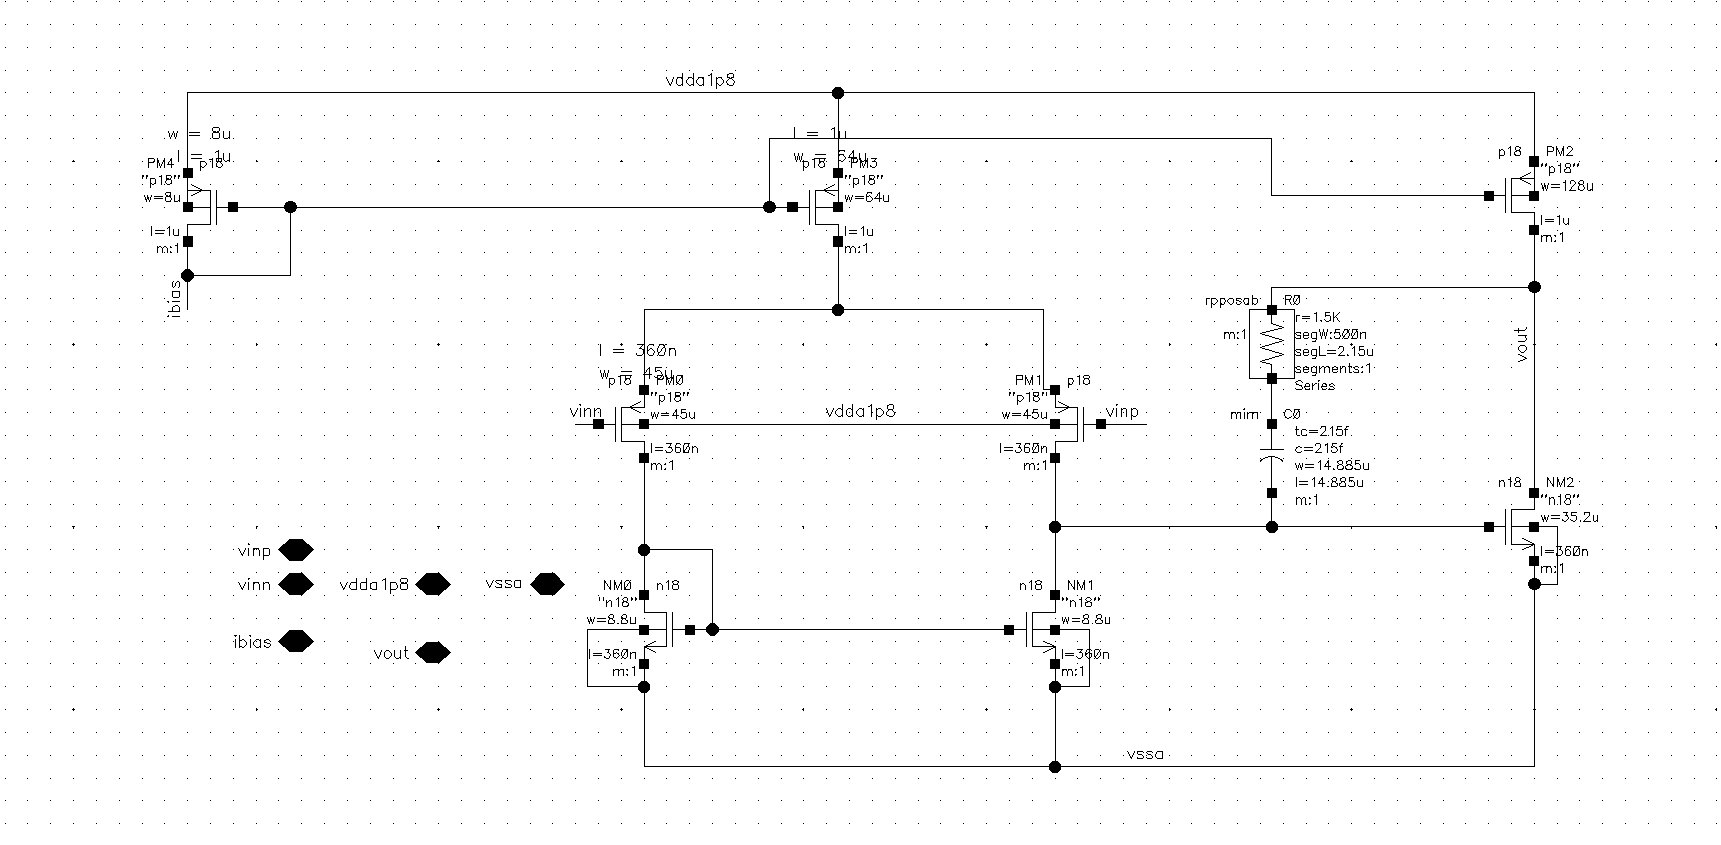 vdda1p8
w = 8u
l = 1u
PM4
p18
"p18"
w=8u
l=1u
m:1
ibias
l = 1u
w = 64u
p18
PM3
"p18"
w=64u
l=1u
m:1
p18
PM2
"p18"
w=128u
l=1u
m:1
l = 360n
w = 45u
p18
PM0
"p18"
w=45u
vinn
l=360n
m:1
vdda1p8
PM1
p18
"p18"
w=45u
vinp
l=360n
m:1
rpposab
R0
m:1
r=1.5K
segW:500n
segL=2.15u
segments:1
Series
mim
C0
tc=215f
c=215f
w=14.885u
l=14.885u
m:1
vout
n18
NM2
"n18"
w=35.2u
l=360n
m:1
vinp
vinn
vdda1p8
vssa
ibias
vout
NM0
n18
"n18"
w=8.8u
l=360n
m:1
n18
NM1
"n18"
w=8.8u
l=360n
m:1
vssa